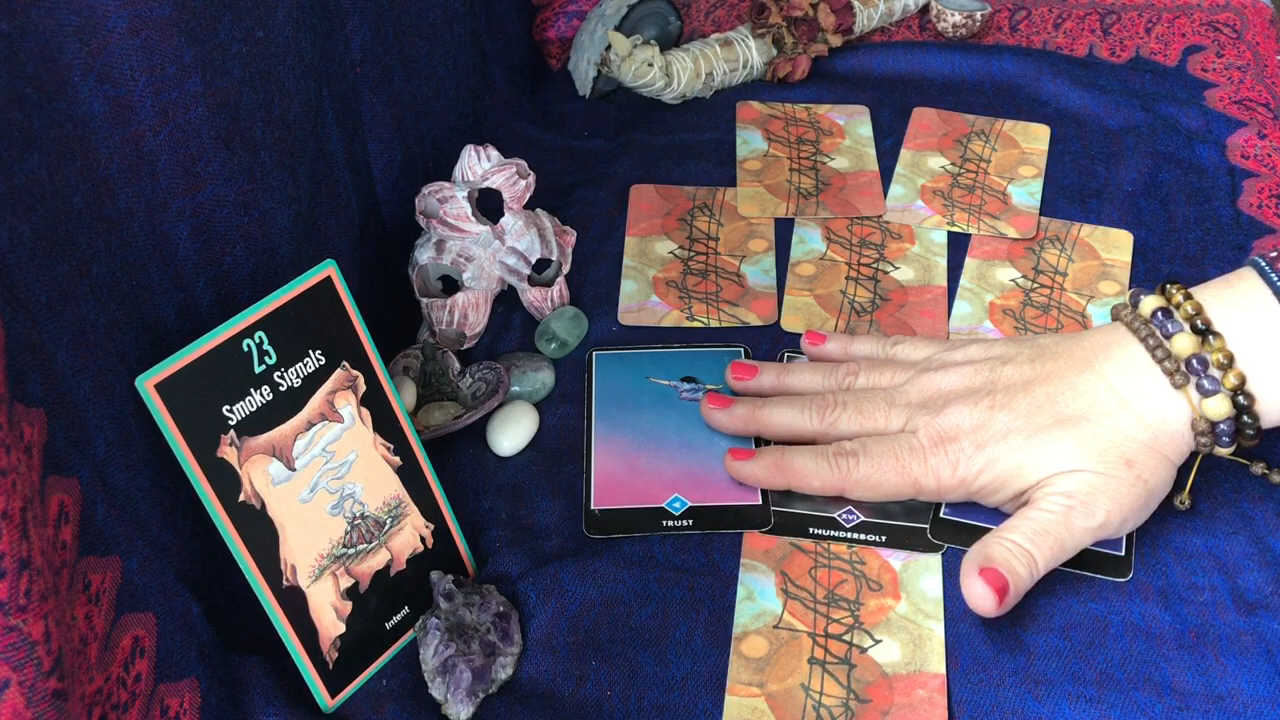 23
Smoke Signals
Intent
TRUST
XVI
THUNDERBOLT